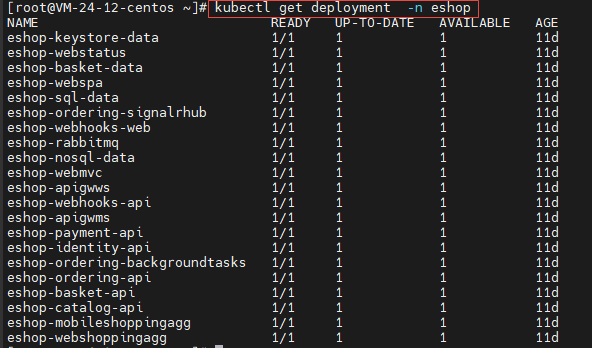 [root@VM-24-12-centos ~]# kubectl get deployment -n eshop
NAME READY UP-TO-DATE AVAILABLE AGE
eshop-keystore-data 1/1 1 1 11d
eshop-webstatus 1/1 1 1 11d
eshop-basket-data 1/1 1 1 11d
eshop-webspa 1/1 1 1 11d
eshop-sql-data 1/1 1 1 11d
eshop-ordering-signalrhub 1/1 1 1 11d
eshop-webhooks-web 1/1 1 1 11d
eshop-rabbitmq 1/1 1 1 11d
eshop-nosql-data 1/1 1 1 11d
eshop-webmvc 1/1 1 1 11d
eshop-apigwws 1/1 1 1 11d
eshop-webhooks-api 1/1 1 1 11d
eshop-apigwms 1/1 1 1 11d
eshop-payment-api 1/1 1 1 11d
eshop-identity-api 1/1 1 1 11d
eshop-ordering-backgroundtasks 1/1 1 1 11d
eshop-ordering-api 1/1 1 1 11d
eshop-basket-api 1/1 1 1 11d
eshop-catalog-api 1/1 1 1 11d
eshop-mobileshoppingagg 1/1 1 1 11d
eshop-webshoppingagg 1/1 1 1 11d